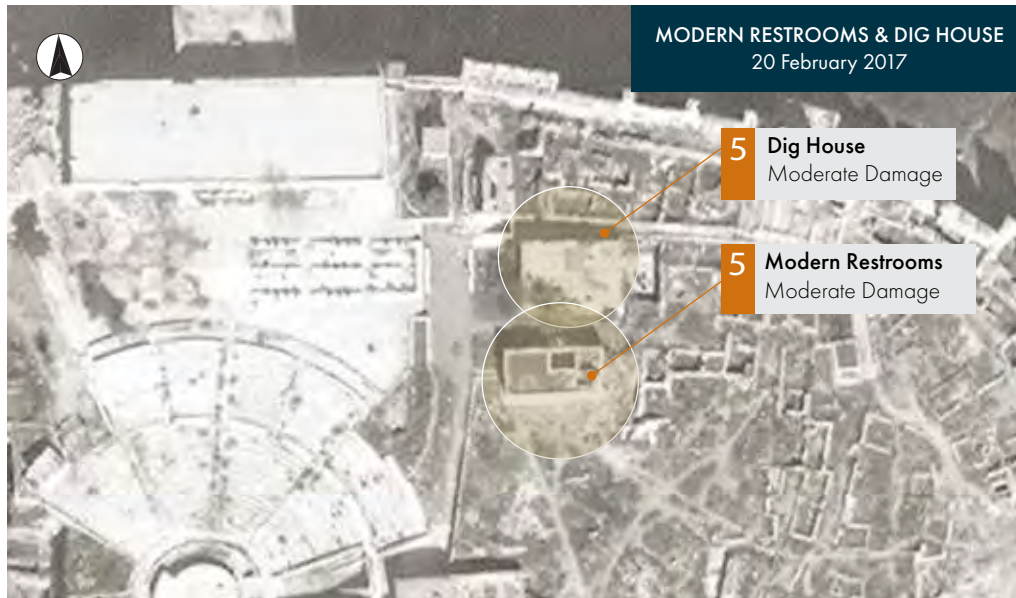 MODERN RESTROOMS & DIG HOUSE
20 February 2017
5
Dig House
Moderate Damage
5
Modern Restrooms
Moderate Damage